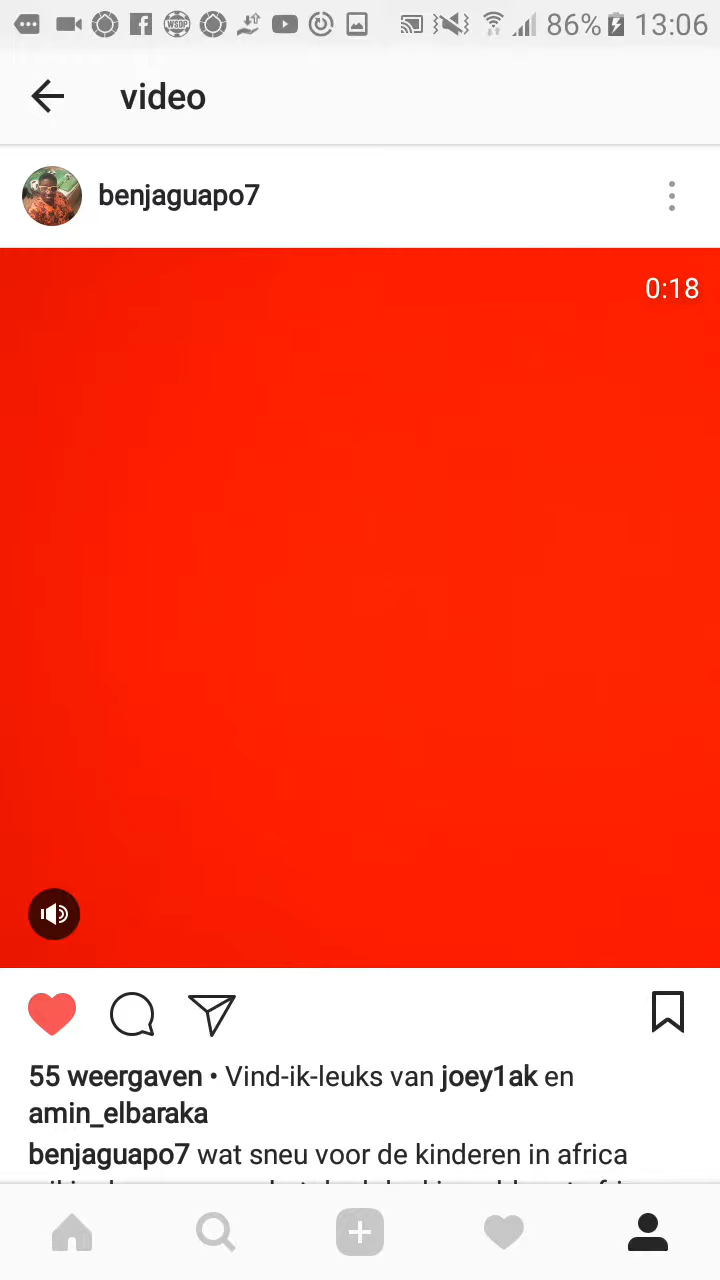 WSDP 86% 13:06
video
benjaguapo7
0:18
55 weergaven • Vind-ik-leuks van joey1ak en
amin_elbaraka
benjaguapo7 wat sneu voor de kinderen in africa